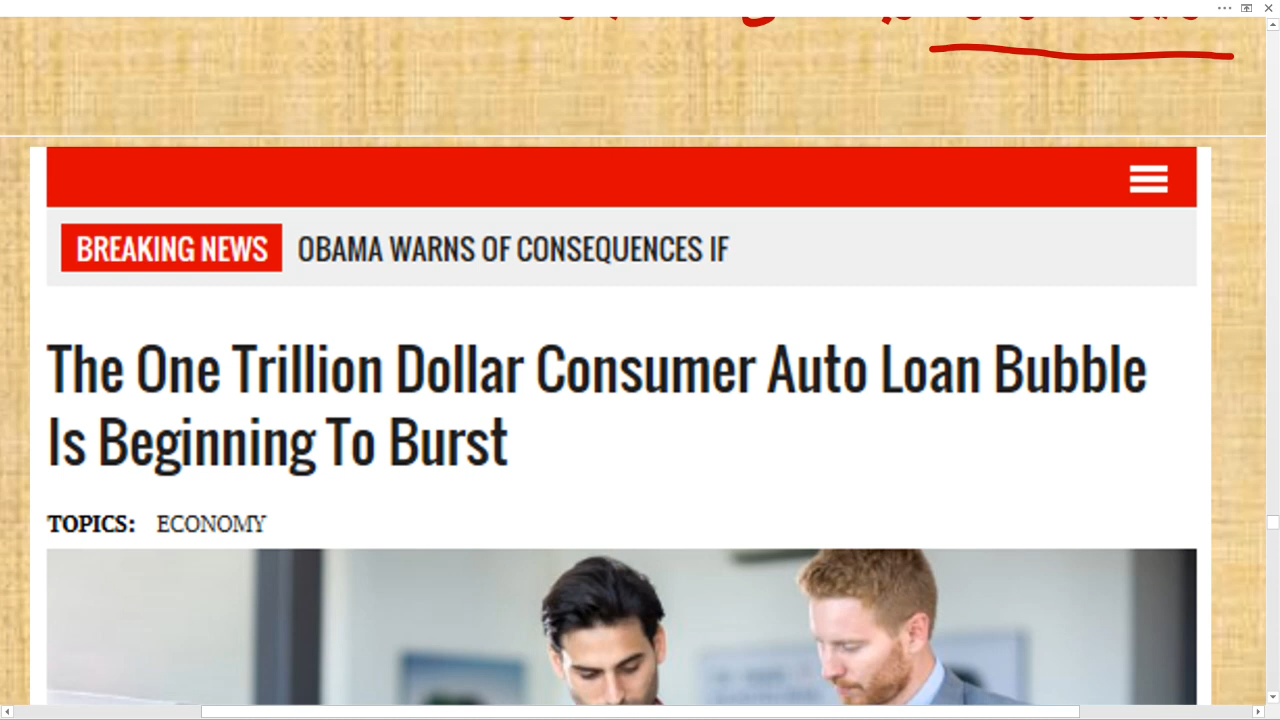 BREAKING NEWS OBAMA WARNS OF CONSEQUENCES IF
The One Trillion Dollar Consumer Auto Loan Bubble
Is Beginning To Burst
TOPICS: ECONOMY